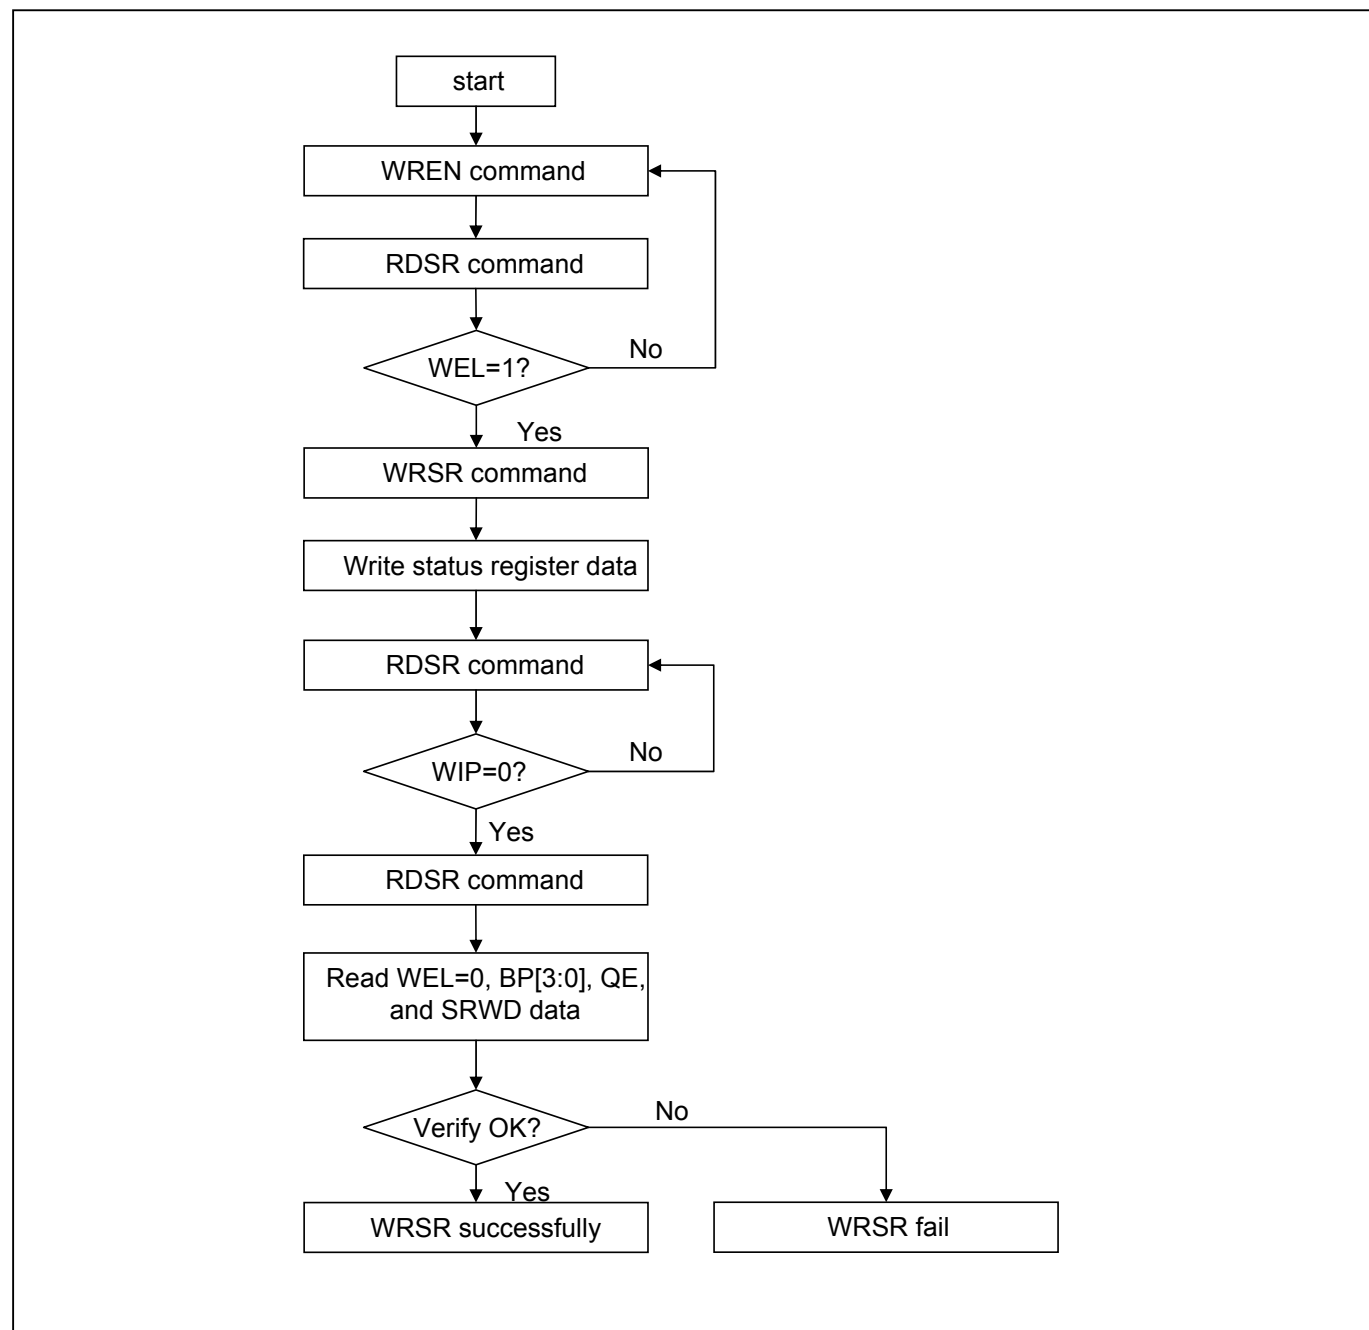 start
WREN command
RDSR command
WEL=1?
No
Yes
WRSR command
Write status register data
RDSR command
WIP=0?
No
Yes
RDSR command
Read WEL=0, BP[3:0], QE,
and SRWD data
Verify OK?
No
Yes
WRSR successfully
WRSR fail